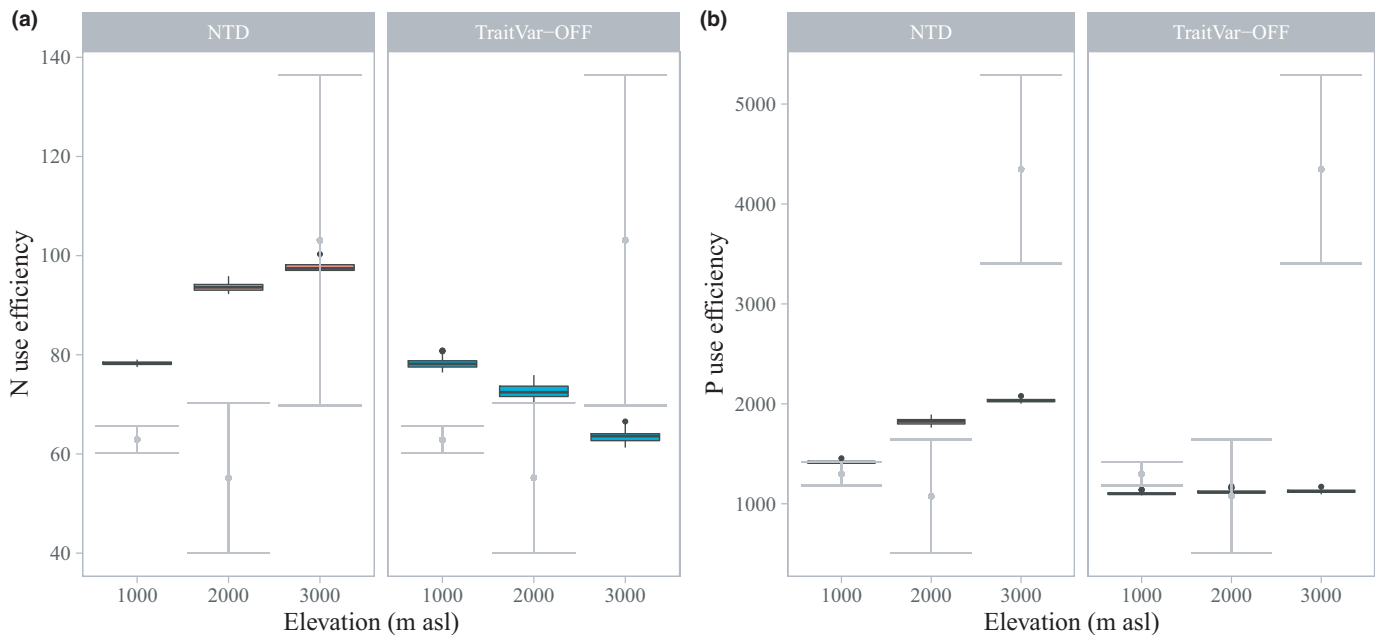 (a)
NTD
TraitVar−OFF
N use efficiency
140
120
100
80
60
40
1000 2000 3000
1000 2000 3000
Elevation (m asl)
(b)
NTD
TraitVar−OFF
P use efficiency
5000
4000
3000
2000
1000
1000 2000 3000
1000 2000 3000
Elevation (m asl)